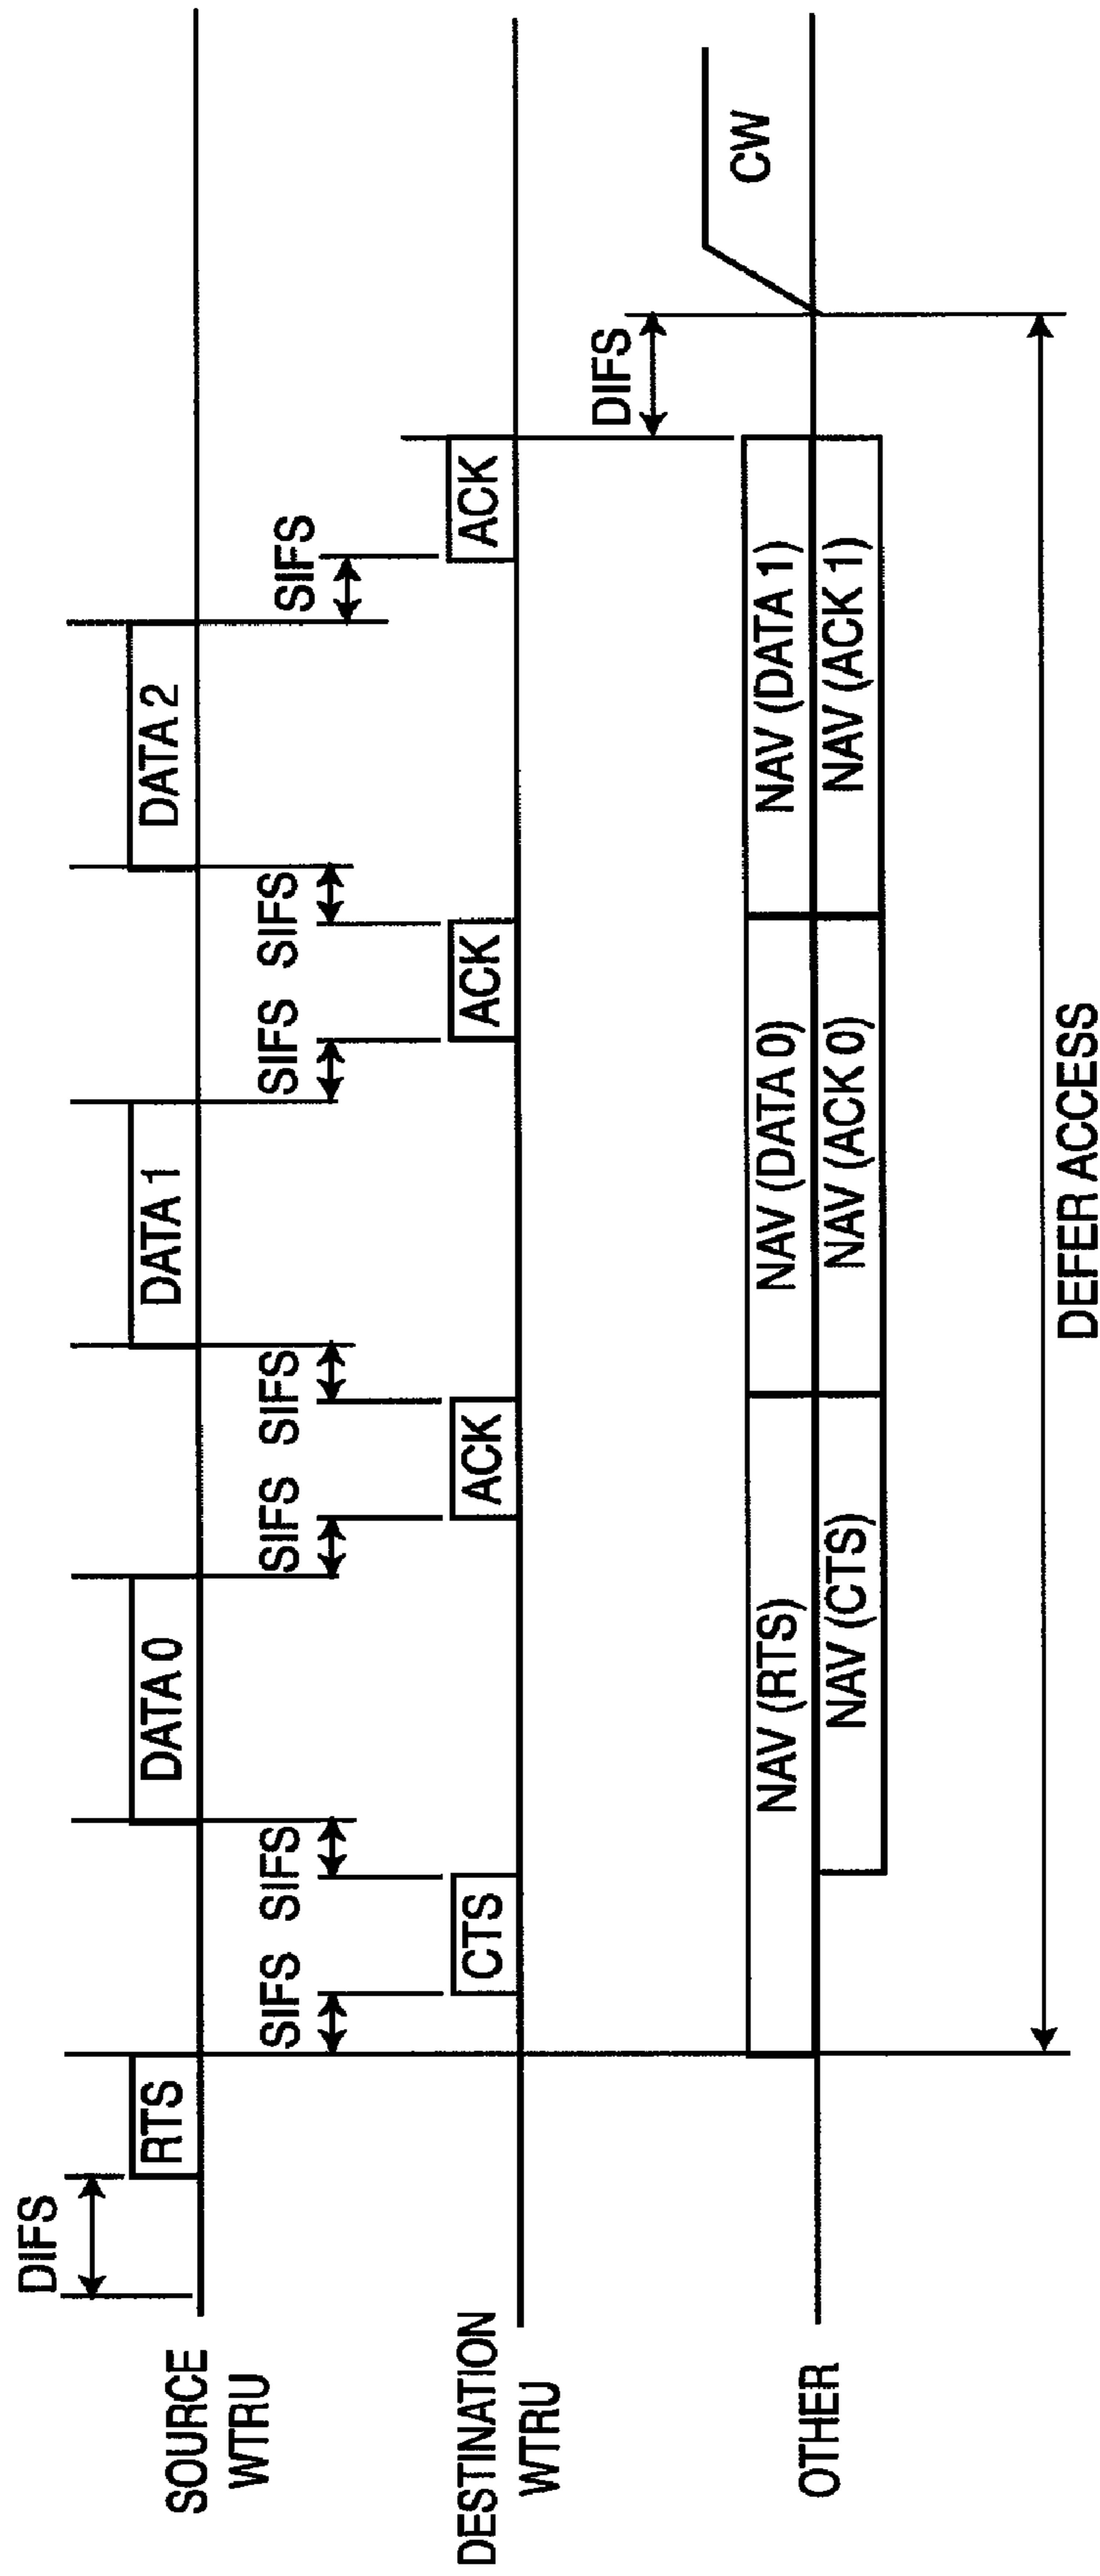 DIFS
SOURCE
WTRU
RTS
DATA 0
DATA 1
DATA 2
SIFS
SIFS
SIFS
SIFS
SIFS
SIFS
SIFS
DESTINATION
WTRU
CTS
ACK
ACK
ACK
DIFS
CW
OTHER
NAV (RTS)
NAV (DATA 0)
NAV (DATA 1)
NAV (CTS)
NAV (ACK 0)
NAV (ACK 1)
DEFER ACCESS